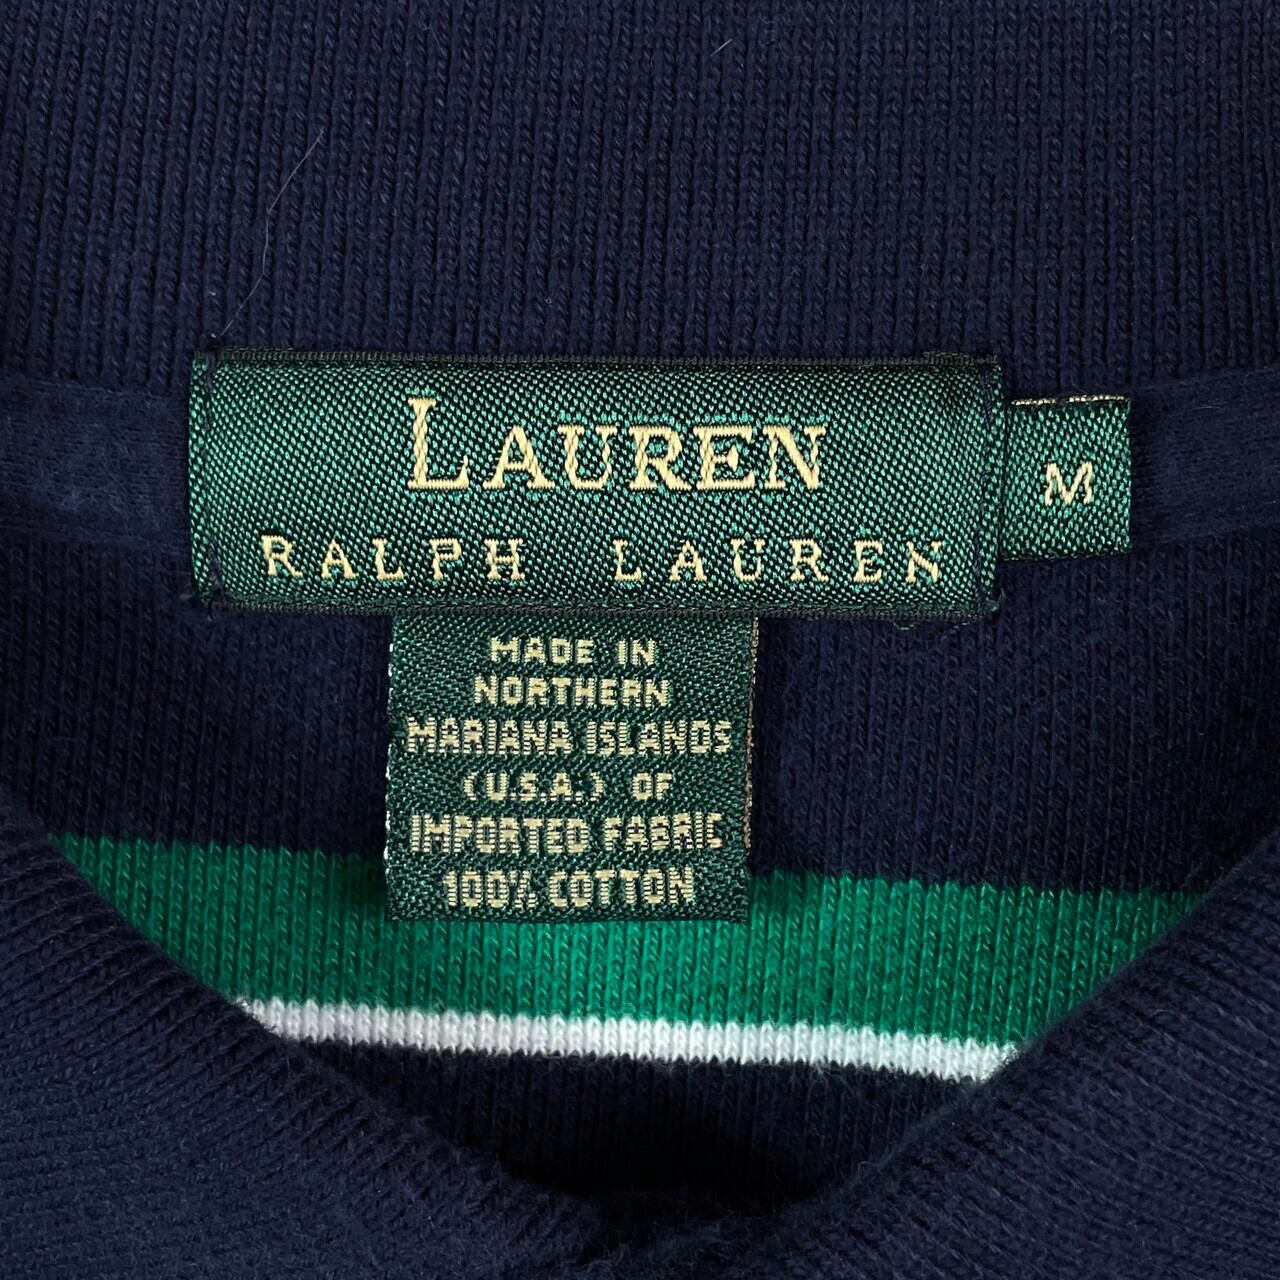 LAUREN
RALPH LAUREN
M
MADE IN
NORTHERN
MARIANA ISLANDS
(U.S.A.) OF
IMPORTED FABRIC
100% COTTON